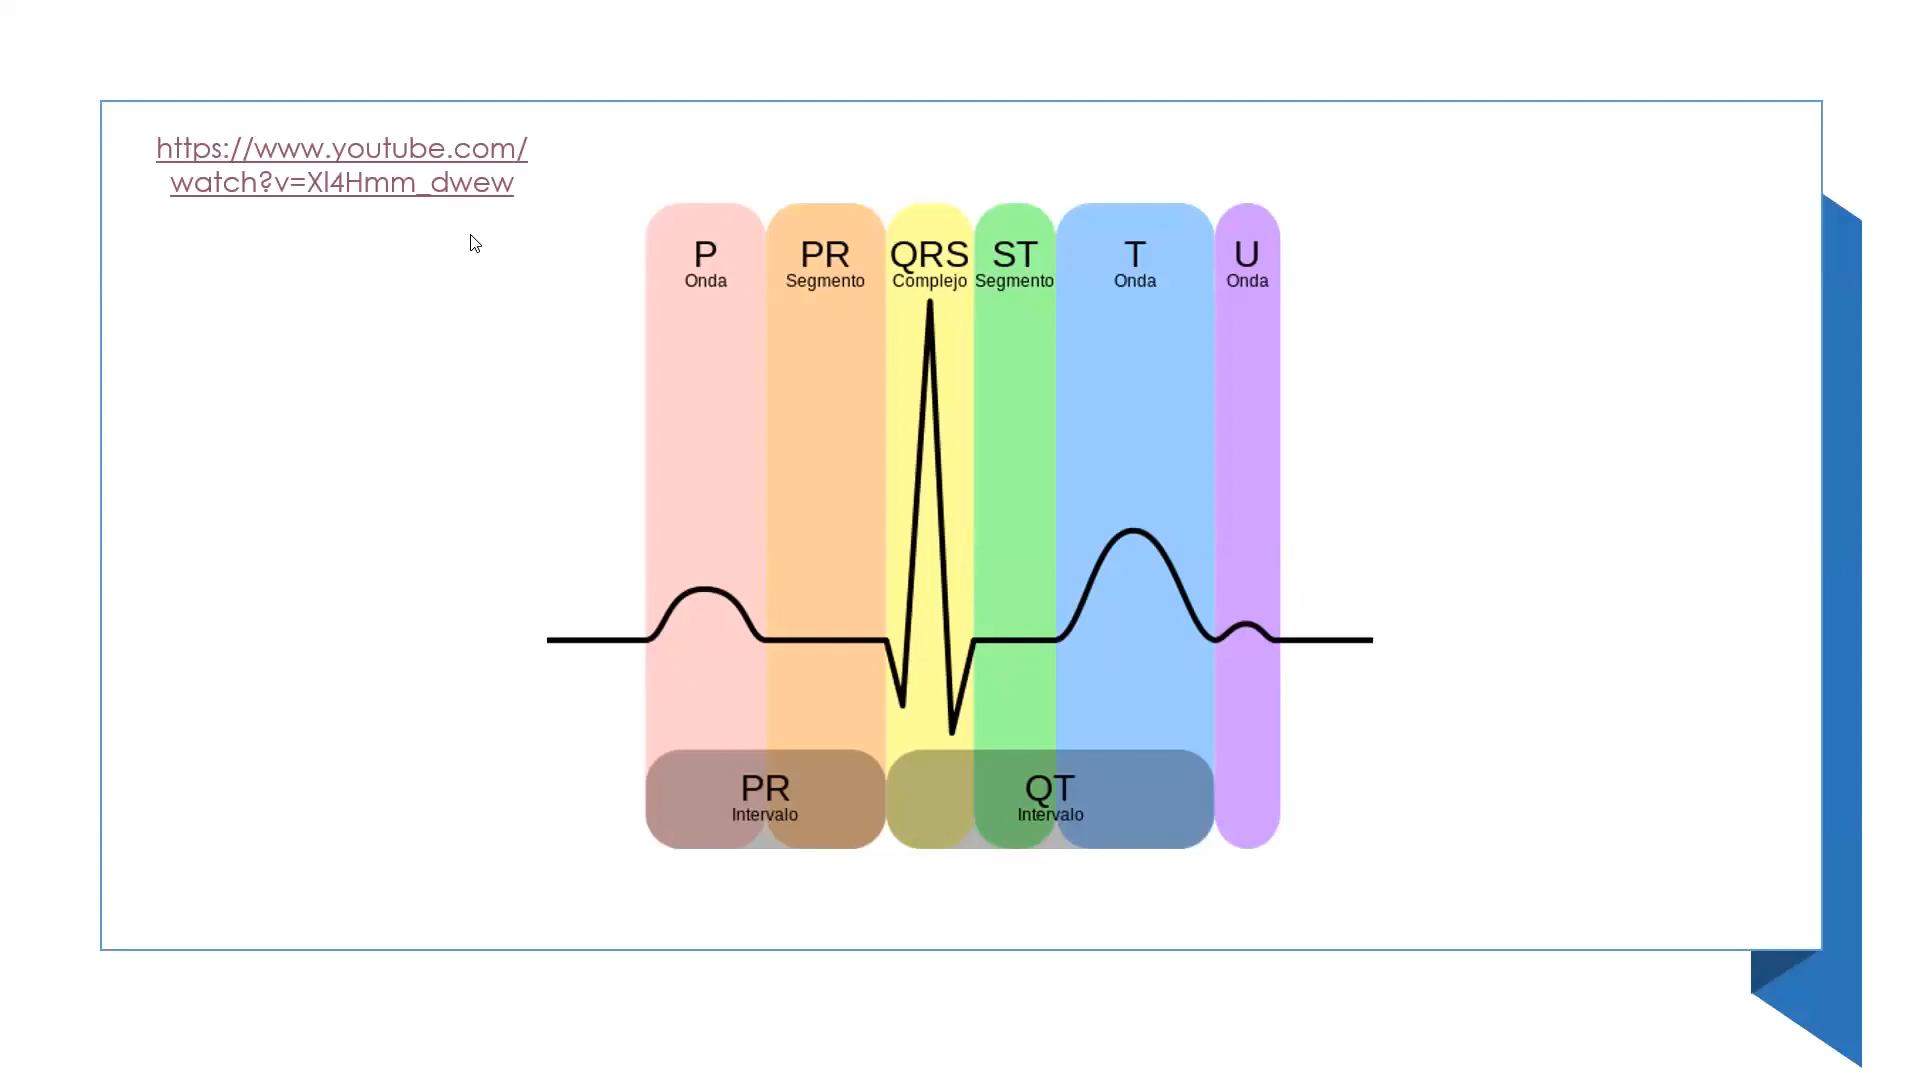 https://www.youtube.com/
watch?v=Xl4Hmm_dwew
P
Onda
PR
Segmento
QRS
Complejo
ST
Segmento
T
Onda
U
Onda
PR
Intervalo
QT
Intervalo